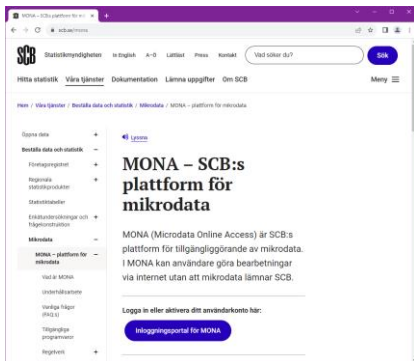 MONA – SCB:s plattform för m
scb.se/mona
SCB Statistikmyndigheten In English A–Ö Lättläst Press Kontakt Vad söker du? Sök
Hitta statistik Våra tjänster Dokumentation Lämna uppgifter Om SCB Meny
Hem / Våra tjänster / Beställa data och statistik / Mikrodata / MONA – plattform för mikrodata
Öppna data +
Beställa data och statistik –
Företagsregistret +
Regionala statistikprodukter +
Statistiktabeller
Enkätundersökningar och frågekonstruktion +
Mikrodata –
MONA – plattform för mikrodata –
Vad är MONA
Underhållsarbete
Vanliga frågor (FAQ:s)
Tillgängliga programvaror
Regelverk +
Lyssna
MONA – SCB:s
plattform för
mikrodata
MONA (Microdata Online Access) är SCB:s
plattform för tillgängliggörande av mikrodata.
I MONA kan användare göra bearbetningar
via internet utan att mikrodata lämnar SCB.
Logga in eller aktivera ditt användarkonto här:
Inloggningsportal för MONA